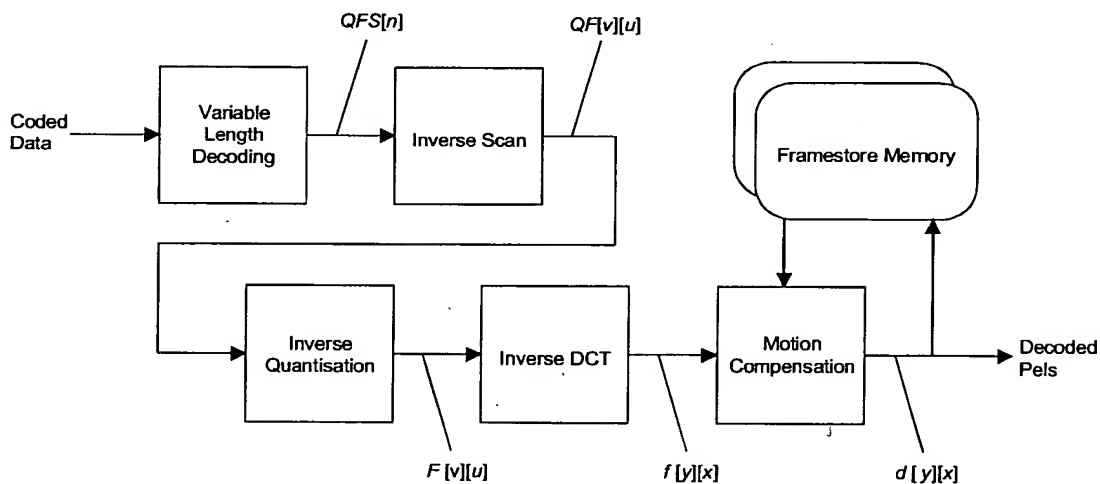 QFS[n]
QF[v][u]
Coded
Data
Variable
Length
Decoding
Inverse Scan
Framestore Memory
Inverse
Quantisation
Inverse DCT
Motion
Compensation
Decoded
Pels
F [v][u]
f [y][x]
d [ y][x]